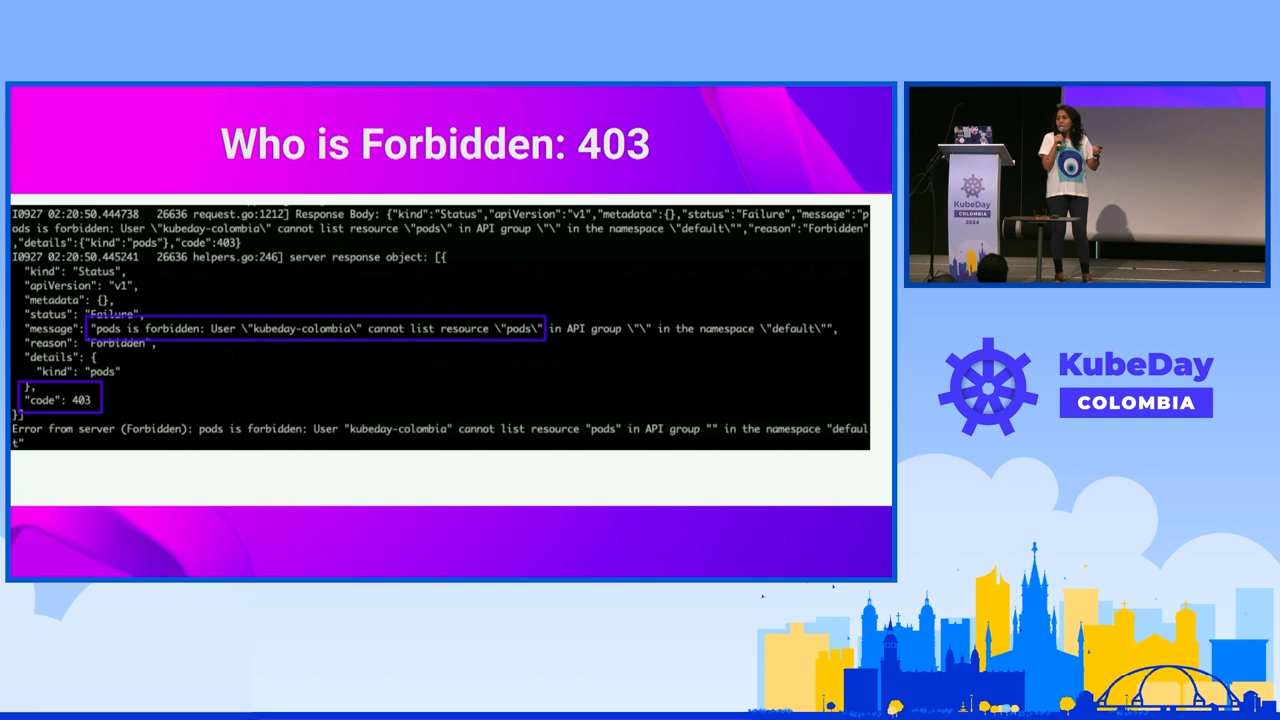 Who is Forbidden: 403
I0927 02:20:50.444738   26636 request.go:1212] Response Body: {"kind":"Status","apiVersion":"v1","metadata":{},"status":"Failure","message":"p
ods is forbidden: User \"kubeday-colombia\" cannot list resource \"pods\" in API group \"\" in the namespace \"default\"","reason":"Forbidden"
,"details":{"kind":"pods"},"code":403}
I0927 02:20:50.445241   26636 helpers.go:246] server response object: [{
  "kind": "Status",
  "apiVersion": "v1",
  "metadata": {},
  "status": "Failure",
  "message": "pods is forbidden: User \"kubeday-colombia\" cannot list resource \"pods\" in API group \"\" in the namespace \"default\"",
  "reason": "Forbidden",
  "details": {
    "kind": "pods"
  },
  "code": 403
}]
Error from server (Forbidden): pods is forbidden: User "kubeday-colombia" cannot list resource "pods" in API group "" in the namespace "defaul
t"
KubeDay
COLOMBIA
2024
KubeDay
COLOMBIA